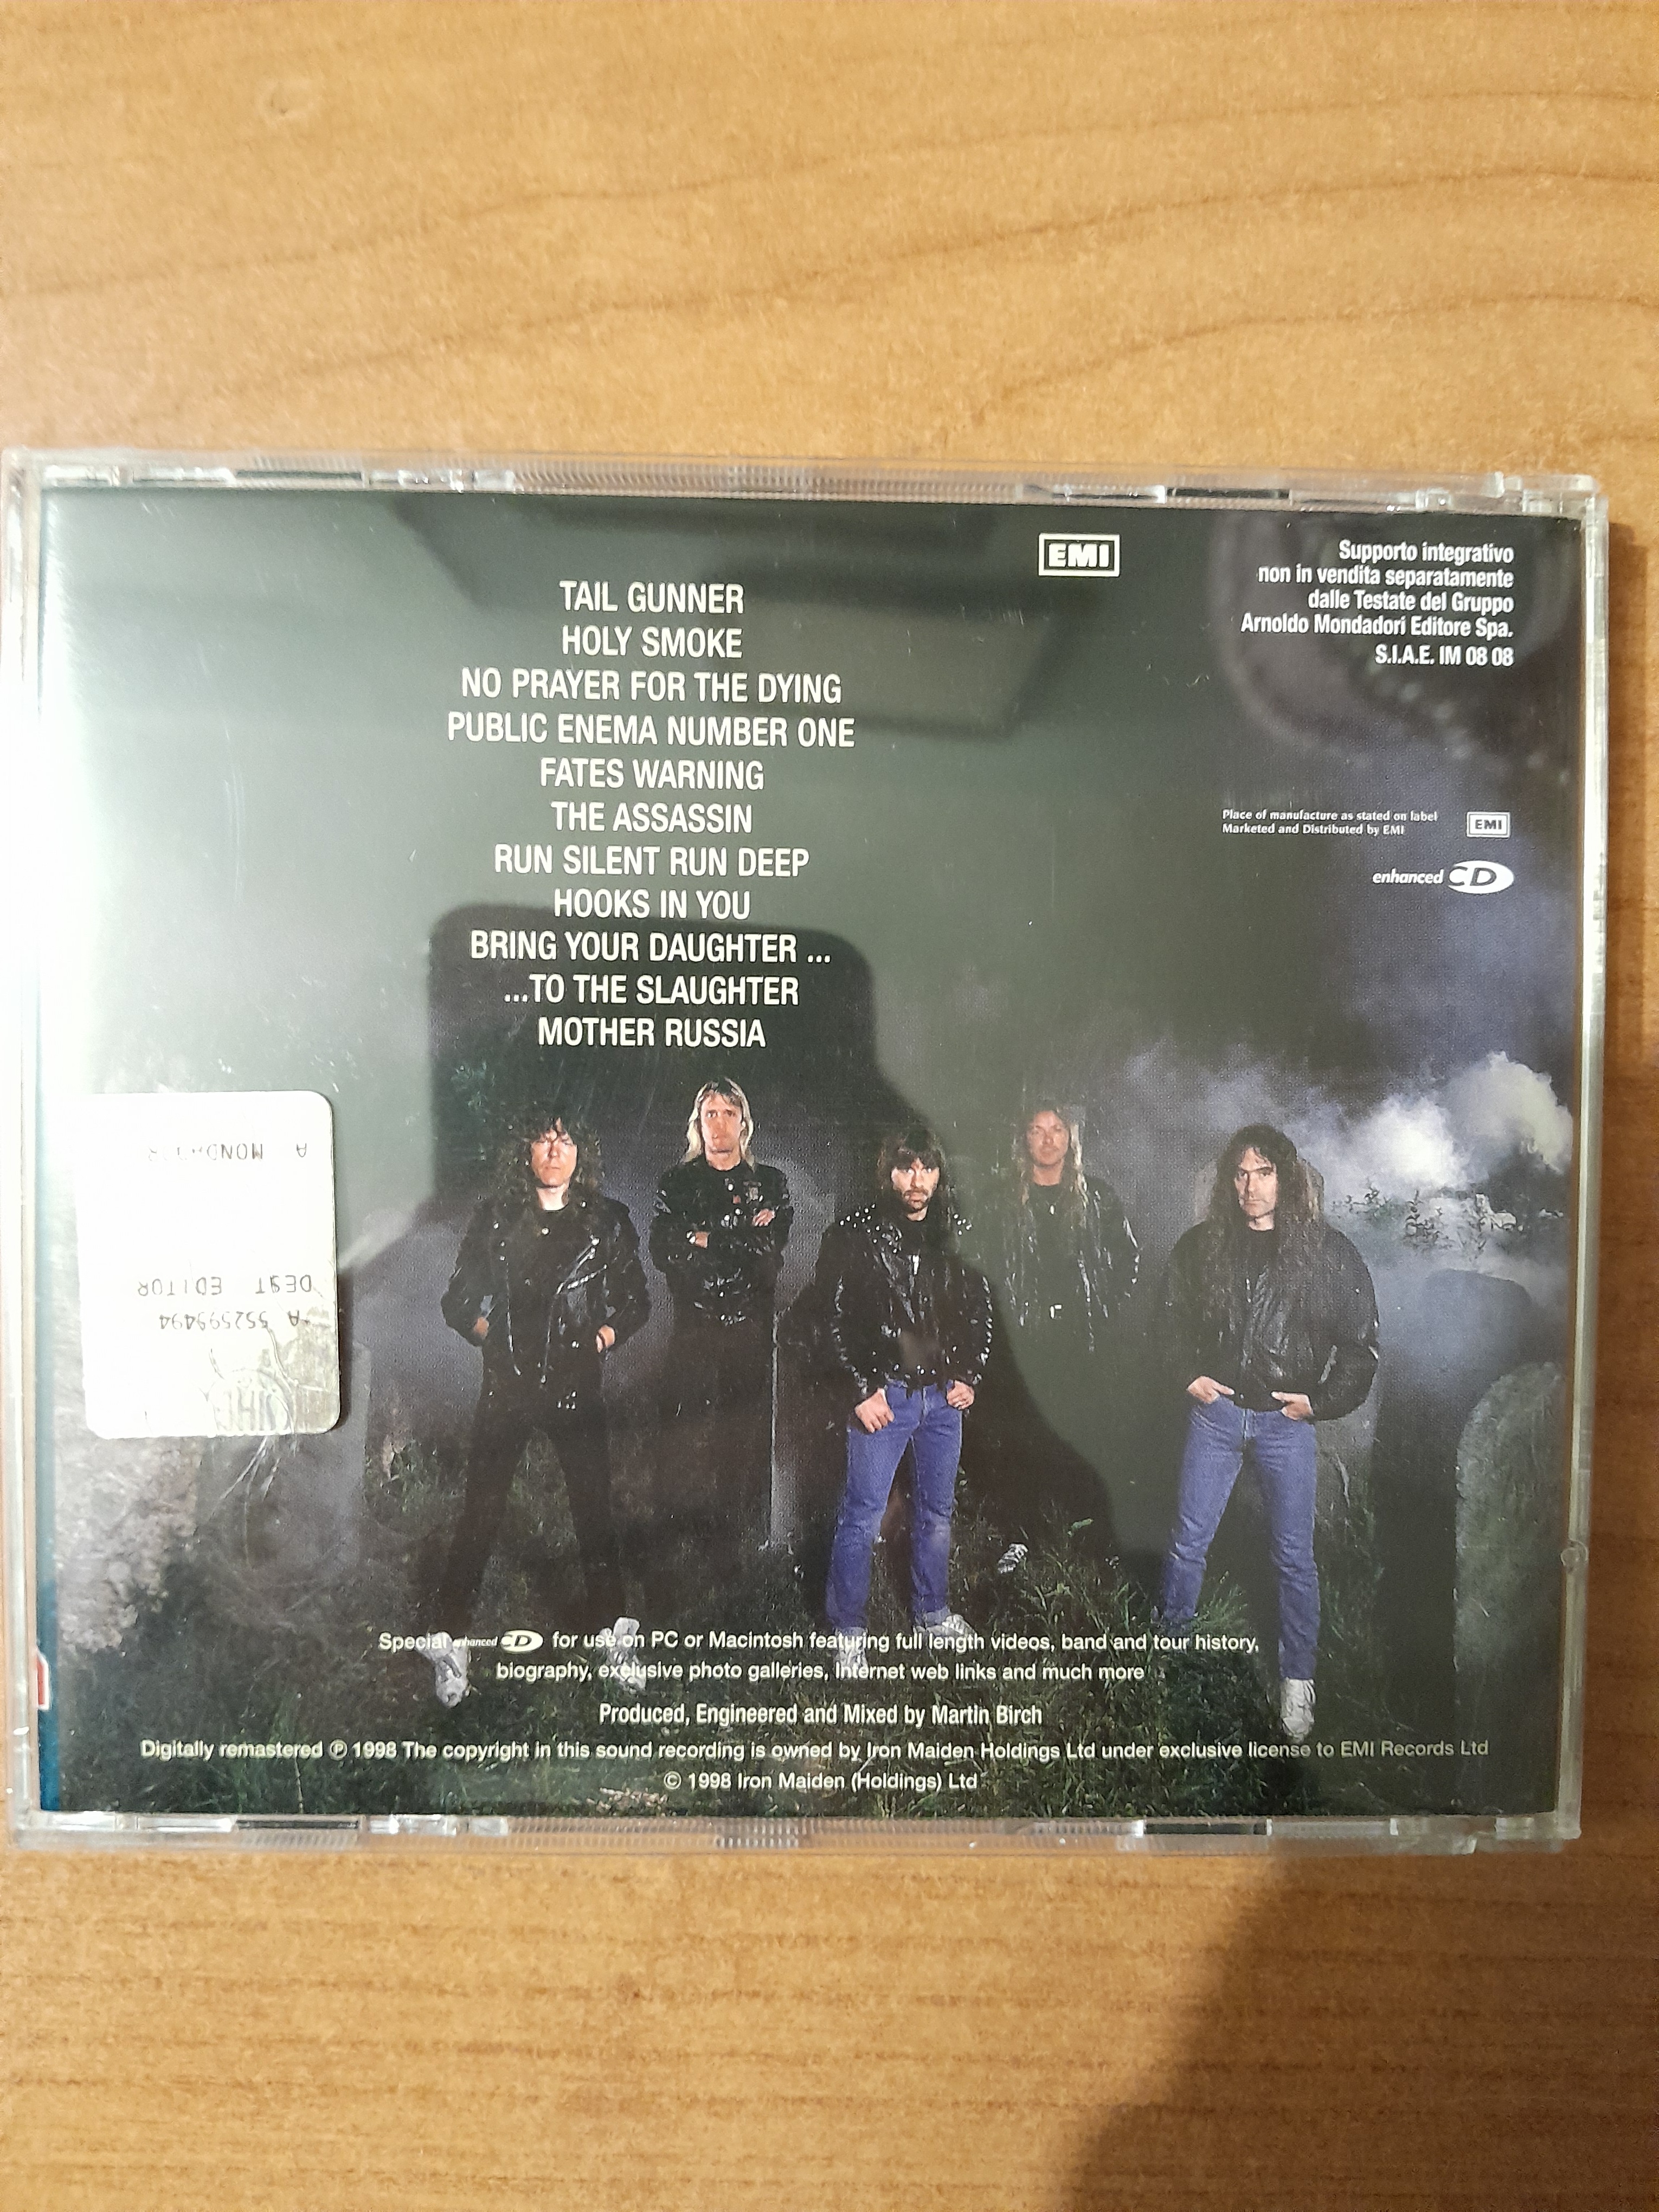 EMI
Supporto integrativo
non in vendita separatamente
dalle Testate del Gruppo
Arnoldo Mondadori Editore Spa.
S.I.A.E. IM 08 08
TAIL GUNNER
HOLY SMOKE
NO PRAYER FOR THE DYING
PUBLIC ENEMA NUMBER ONE
FATES WARNING
THE ASSASSIN
RUN SILENT RUN DEEP
HOOKS IN YOU
BRING YOUR DAUGHTER ...
...TO THE SLAUGHTER
MOTHER RUSSIA
Place of manufacture as stated on label
Marketed and Distributed by EMI
EMI
enhanced CD
A 552599494
DEST EDITOR
A MONDA
Special enhanced CD for use on PC or Macintosh featuring full length videos, band and tour history,
biography, exclusive photo galleries, Internet web links and much more
Produced, Engineered and Mixed by Martin Birch
Digitally remastered ℗ 1998 The copyright in this sound recording is owned by Iron Maiden Holdings Ltd under exclusive license to EMI Records Ltd
© 1998 Iron Maiden (Holdings) Ltd